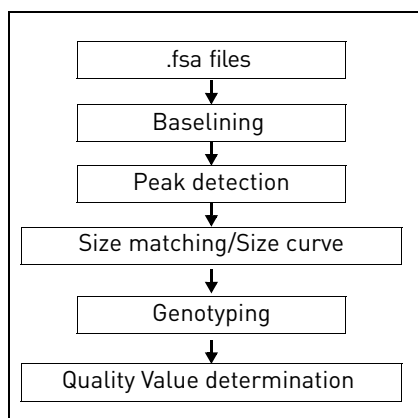 .fsa files
Baselining
Peak detection
Size matching/Size curve
Genotyping
Quality Value determination